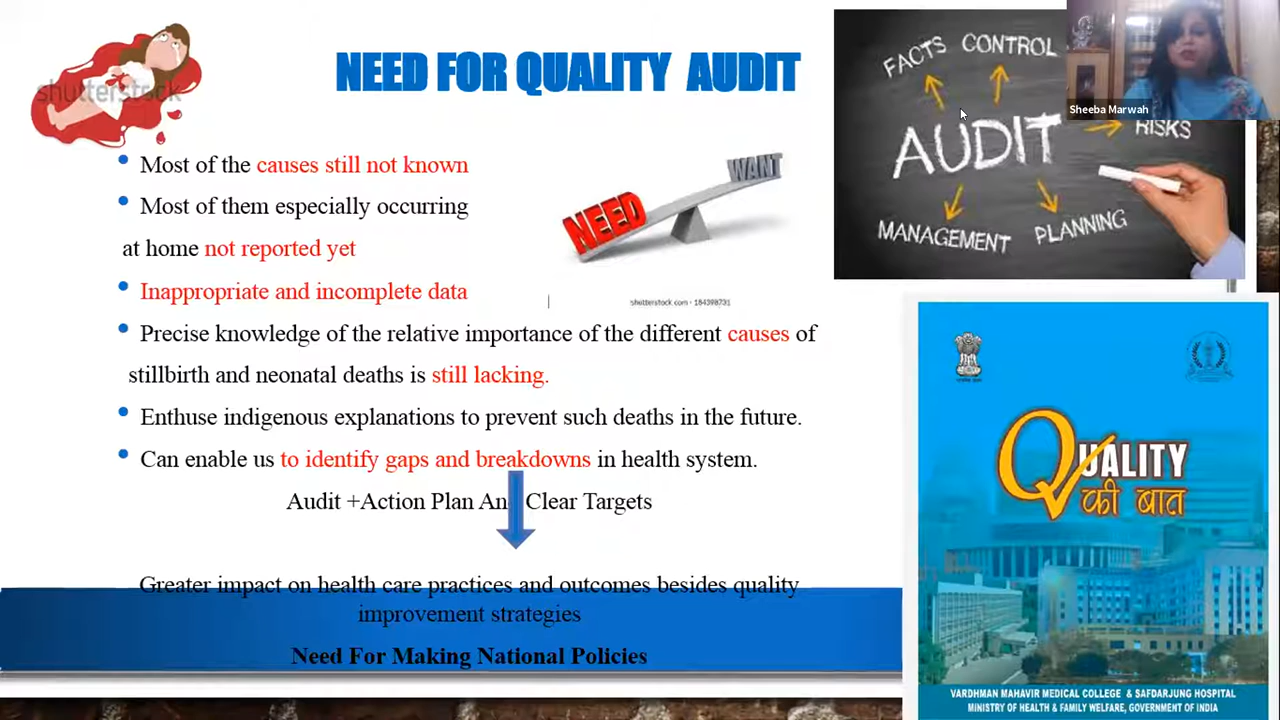 shutterstock
NEED FOR QUALITY AUDIT
Most of the causes still not known
Most of them especially occurring
at home not reported yet
Inappropriate and incomplete data
Precise knowledge of the relative importance of the different causes of
stillbirth and neonatal deaths is still lacking.
Enthuse indigenous explanations to prevent such deaths in the future.
Can enable us to identify gaps and breakdowns in health system.
Audit +Action Plan An Clear Targets
Greater impact on health care practices and outcomes besides quality
improvement strategies
Need For Making National Policies
NEED
WANT
shutterstock.com · 184398731
FACTS
CONTROL
AUDIT
RISKS
MANAGEMENT
PLANNING
Sheeba Marwah
QUALITY
की बात
VARDHMAN MAHAVIR MEDICAL COLLEGE & SAFDARJUNG HOSPITAL
MINISTRY OF HEALTH & FAMILY WELFARE, GOVERNMENT OF INDIA